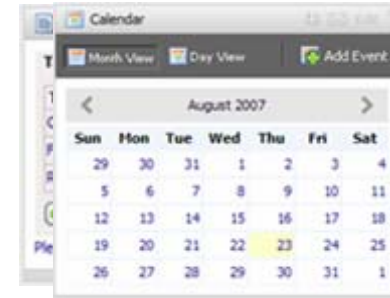 Calendar
Month View Day View Add Event
August 2007
Sun Mon Tue Wed Thu Fri Sat
29 30 31 1 2 3 4
5 6 7 8 9 10 11
12 13 14 15 16 17 18
19 20 21 22 23 24 25
26 27 28 29 30 31 1